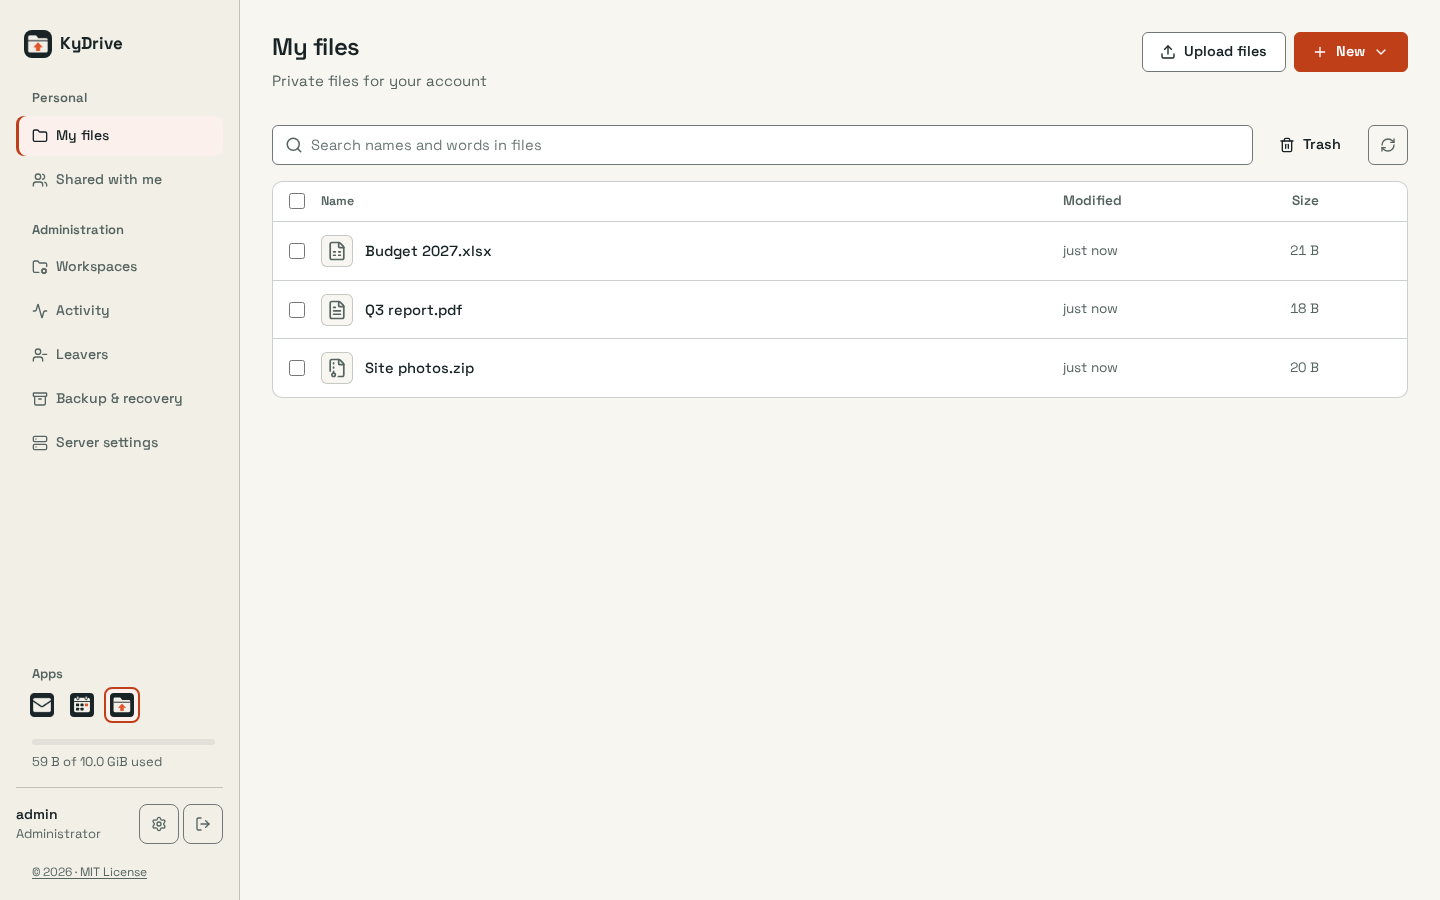 KyDrive
Personal
My files
Shared with me
Administration
Workspaces
Activity
Leavers
Backup & recovery
Server settings
Apps
59 B of 10.0 GiB used
admin
Administrator
© 2026 · MIT License
My files
Private files for your account
Upload files
New
Search names and words in files
Trash
Name Modified Size
Budget 2027.xlsx just now 21 B
Q3 report.pdf just now 18 B
Site photos.zip just now 20 B